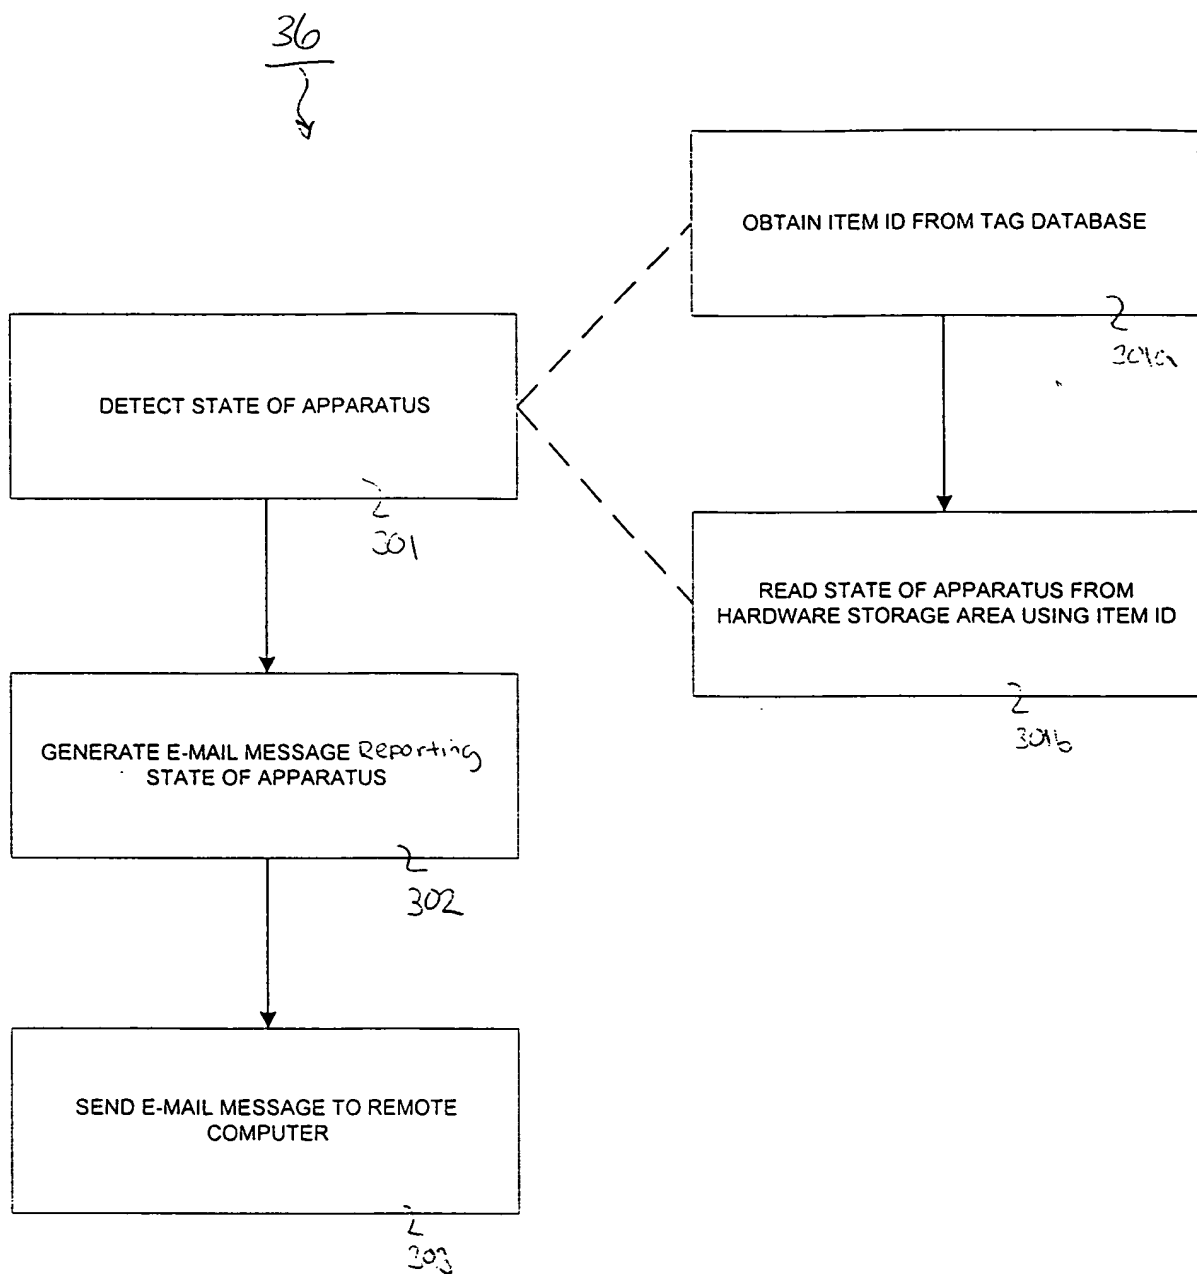 36
OBTAIN ITEM ID FROM TAG DATABASE
301a
DETECT STATE OF APPARATUS
301
READ STATE OF APPARATUS FROM
HARDWARE STORAGE AREA USING ITEM ID
301b
GENERATE E-MAIL MESSAGE Reporting
STATE OF APPARATUS
302
SEND E-MAIL MESSAGE TO REMOTE
COMPUTER
303